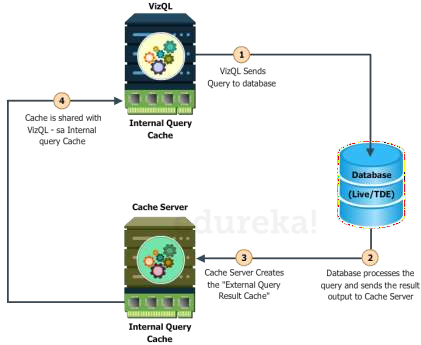 VizQL
1
VizQL Sends
Query to database
4
Cache is shared with
VizQL - sa Internal
query Cache
Internal Query
Cache
Database
(Live/TDE)
Cache Server
edureka!
3
Cache Server Creates
the "External Query
Result Cache"
2
Database processes the
query and sends the result
output to Cache Server
Internal Query
Cache